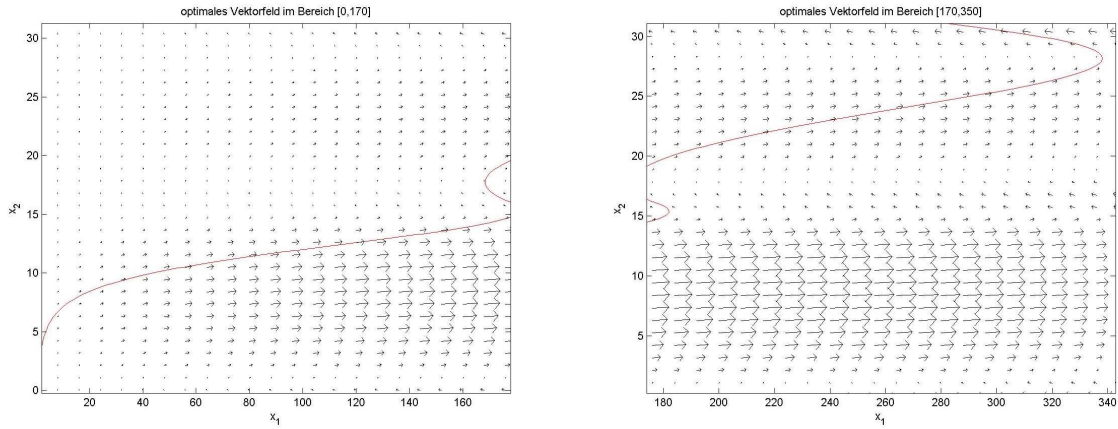 optimales Vektorfeld im Bereich [0,170]
30
25
20
15
10
5
0
x2
20 40 60 80 100 120 140 160
x1
optimales Vektorfeld im Bereich [170,350]
30
25
20
15
10
5
x2
180 200 220 240 260 280 300 320 340
x1